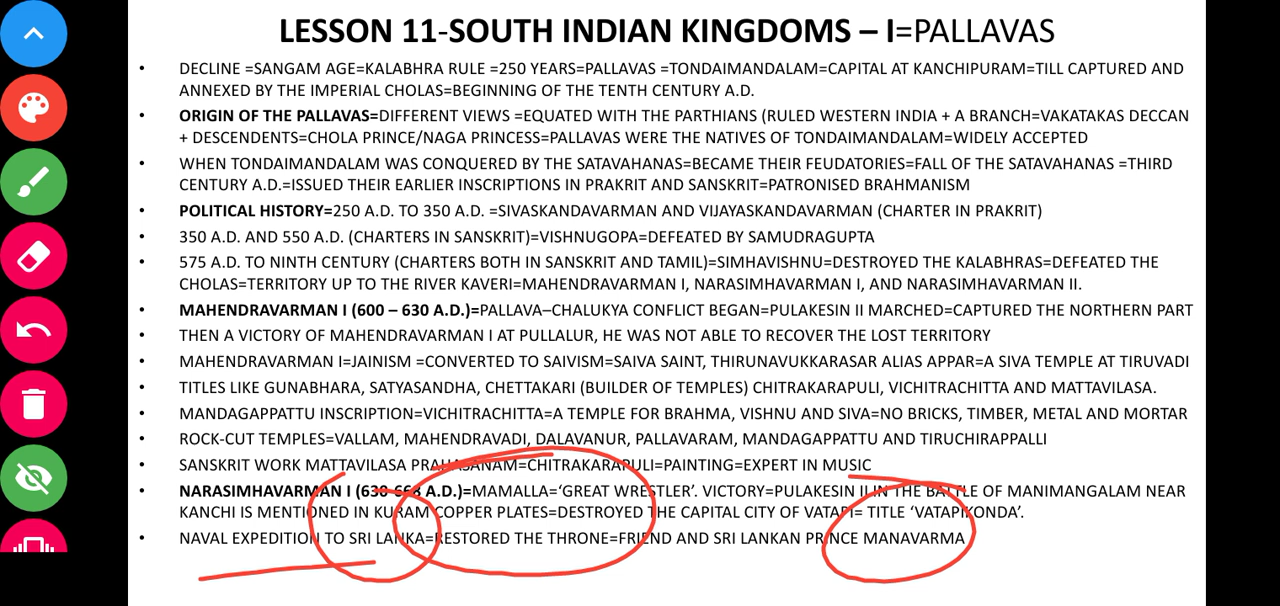 LESSON 11-SOUTH INDIAN KINGDOMS – I=PALLAVAS
• DECLINE =SANGAM AGE=KALABHRA RULE =250 YEARS=PALLAVAS =TONDAIMANDALAM=CAPITAL AT KANCHIPURAM=TILL CAPTURED AND
ANNEXED BY THE IMPERIAL CHOLAS=BEGINNING OF THE TENTH CENTURY A.D.
• ORIGIN OF THE PALLAVAS=DIFFERENT VIEWS =EQUATED WITH THE PARTHIANS (RULED WESTERN INDIA + A BRANCH=VAKATAKAS DECCAN
+ DESCENDENTS=CHOLA PRINCE/NAGA PRINCESS=PALLAVAS WERE THE NATIVES OF TONDAIMANDALAM=WIDELY ACCEPTED
• WHEN TONDAIMANDALAM WAS CONQUERED BY THE SATAVAHANAS=BECAME THEIR FEUDATORIES=FALL OF THE SATAVAHANAS =THIRD
CENTURY A.D.=ISSUED THEIR EARLIER INSCRIPTIONS IN PRAKRIT AND SANSKRIT=PATRONISED BRAHMANISM
• POLITICAL HISTORY=250 A.D. TO 350 A.D. =SIVASKANDAVARMAN AND VIJAYASKANDAVARMAN (CHARTER IN PRAKRIT)
• 350 A.D. AND 550 A.D. (CHARTERS IN SANSKRIT)=VISHNUGOPA=DEFEATED BY SAMUDRAGUPTA
• 575 A.D. TO NINTH CENTURY (CHARTERS BOTH IN SANSKRIT AND TAMIL)=SIMHAVISHNU=DESTROYED THE KALABHRAS=DEFEATED THE
CHOLAS=TERRITORY UP TO THE RIVER KAVERI=MAHENDRAVARMAN I, NARASIMHAVARMAN I, AND NARASIMHAVARMAN II.
• MAHENDRAVARMAN I (600 – 630 A.D.)=PALLAVA–CHALUKYA CONFLICT BEGAN=PULAKESIN II MARCHED=CAPTURED THE NORTHERN PART
• THEN A VICTORY OF MAHENDRAVARMAN I AT PULLALUR, HE WAS NOT ABLE TO RECOVER THE LOST TERRITORY
• MAHENDRAVARMAN I=JAINISM =CONVERTED TO SAIVISM=SAIVA SAINT, THIRUNAVUKKARASAR ALIAS APPAR=A SIVA TEMPLE AT TIRUVADI
• TITLES LIKE GUNABHARA, SATYASANDHA, CHETTAKARI (BUILDER OF TEMPLES) CHITRAKARAPULI, VICHITRACHITTA AND MATTAVILASA.
• MANDAGAPPATTU INSCRIPTION=VICHITRACHITTA=A TEMPLE FOR BRAHMA, VISHNU AND SIVA=NO BRICKS, TIMBER, METAL AND MORTAR
• ROCK-CUT TEMPLES=VALLAM, MAHENDRAVADI, DALAVANUR, PALLAVARAM, MANDAGAPPATTU AND TIRUCHIRAPPALLI
• SANSKRIT WORK MATTAVILASA PRAHASANAM=CHITRAKARAPULI=PAINTING=EXPERT IN MUSIC
• NARASIMHAVARMAN I (630-668 A.D.)=MAMALLA=‘GREAT WRESTLER’. VICTORY=PULAKESIN II IN THE BATTLE OF MANIMANGALAM NEAR
KANCHI IS MENTIONED IN KURAM COPPER PLATES=DESTROYED THE CAPITAL CITY OF VATAPI= TITLE ‘VATAPIKONDA’.
• NAVAL EXPEDITION TO SRI LANKA=RESTORED THE THRONE=FRIEND AND SRI LANKAN PRINCE MANAVARMA